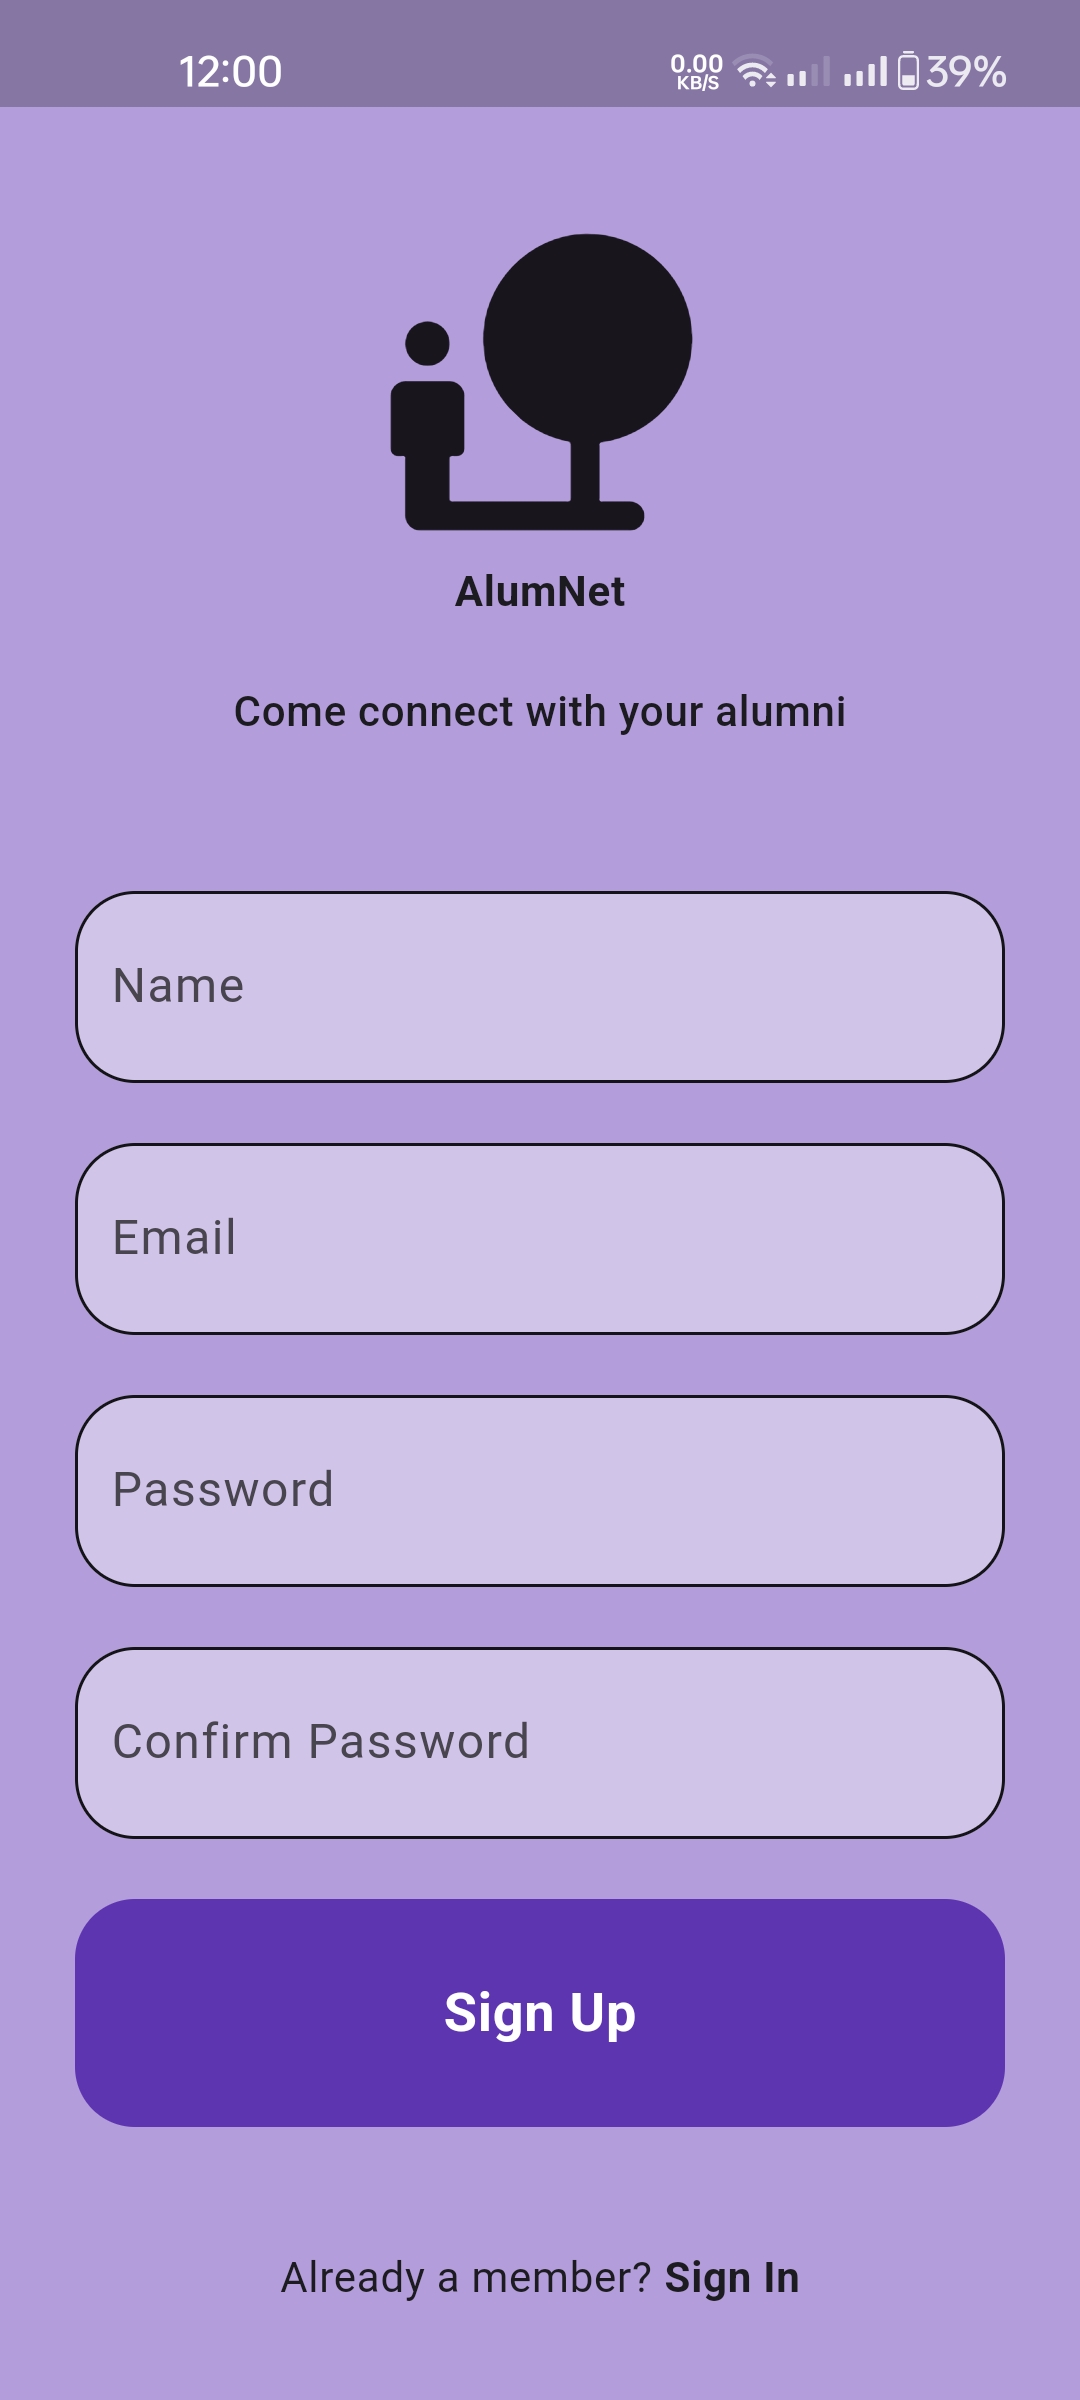 12:00
0.00
KB/S
39%
AlumNet
Come connect with your alumni
Name
Email
Password
Confirm Password
Sign Up
Already a member? Sign In